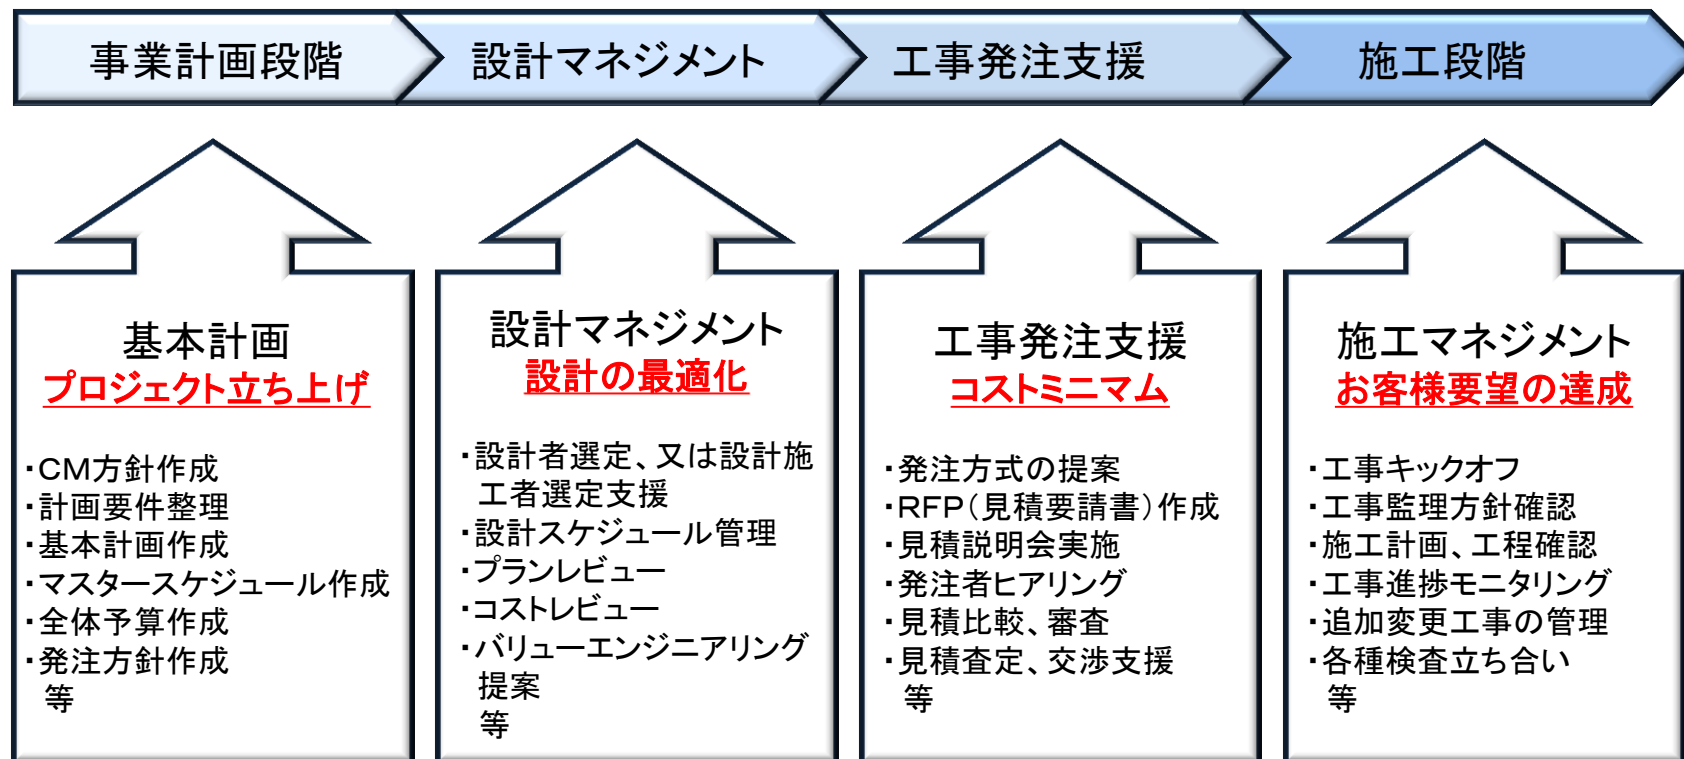 事業計画段階
設計マネジメント
工事発注支援
施工段階
基本計画
プロジェクト立ち上げ
・CM方針作成
・計画要件整理
・基本計画作成
・マスタースケジュール作成
・全体予算作成
・発注方針作成
等
設計マネジメント
設計の最適化
・設計者選定、又は設計施
工者選定支援
・設計スケジュール管理
・プランレビュー
・コストレビュー
・バリューエンジニアリング
提案
等
工事発注支援
コストミニマム
・発注方式の提案
・RFP(見積要請書)作成
・見積説明会実施
・発注者ヒアリング
・見積比較、審査
・見積査定、交渉支援
等
施工マネジメント
お客様要望の達成
・工事キックオフ
・工事監理方針確認
・施工計画、工程確認
・工事進捗モニタリング
・追加変更工事の管理
・各種検査立ち合い
等